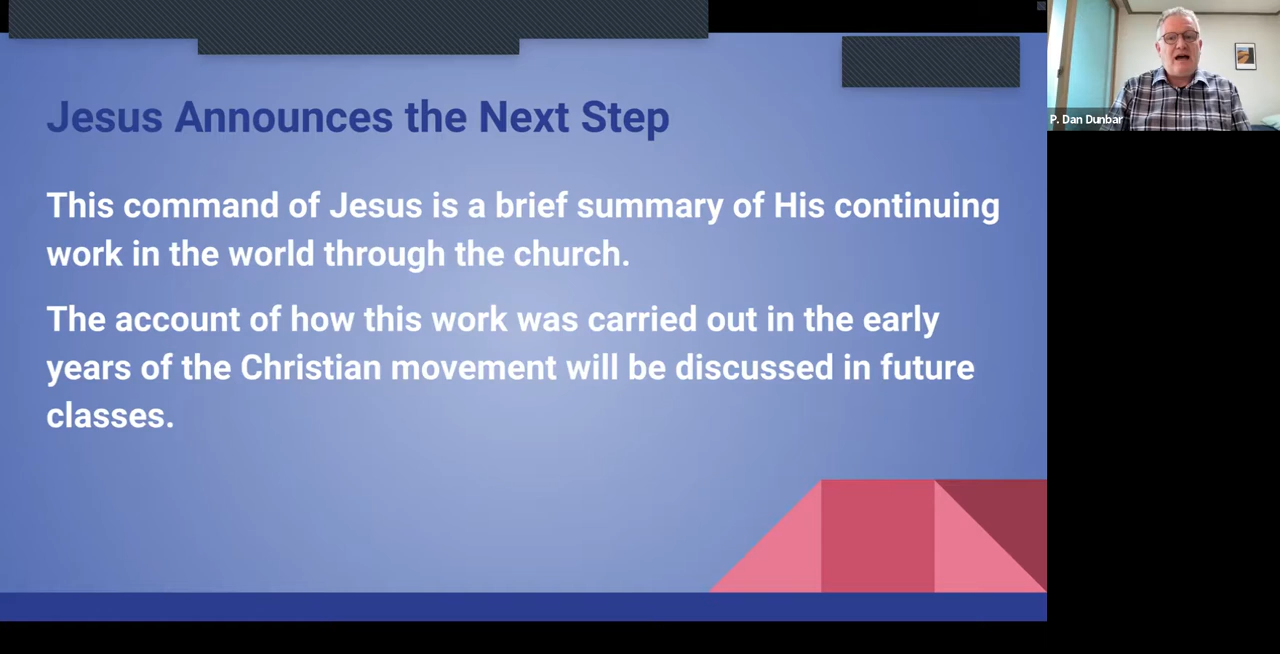 Jesus Announces the Next Step
This command of Jesus is a brief summary of His continuing
work in the world through the church.
The account of how this work was carried out in the early
years of the Christian movement will be discussed in future
classes.
P. Dan Dunbar